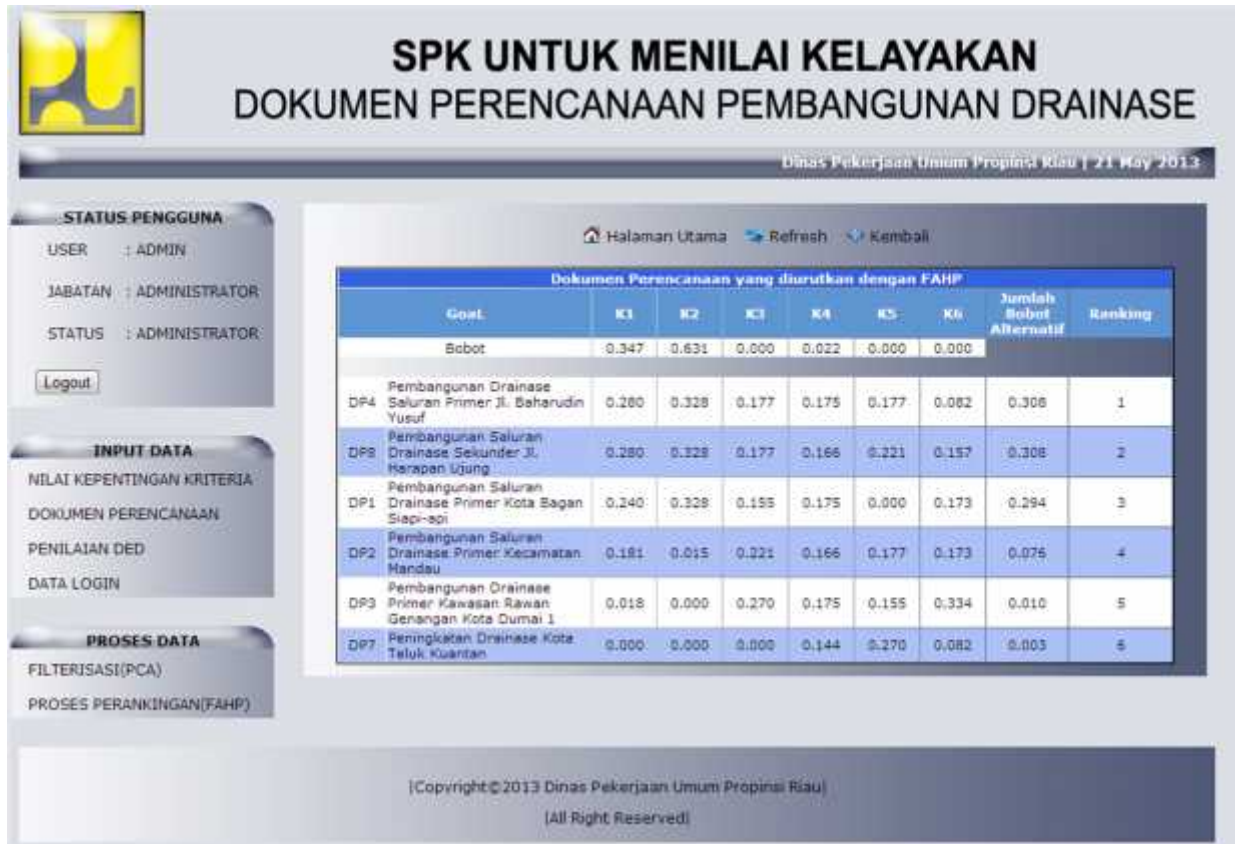 SPK UNTUK MENILAI KELAYAKAN
DOKUMEN PERENCANAAN PEMBANGUNAN DRAINASE
Dinas Pekerjaan Umum Propinsi Riau | 21 May 2013
STATUS PENGGUNA
USER : ADMIN
JABATAN : ADMINISTRATOR
STATUS : ADMINISTRATOR
Logout
INPUT DATA
NILAI KEPENTINGAN KRITERIA
DOKUMEN PERENCANAAN
PENILAIAN DED
DATA LOGIN
PROSES DATA
FILTERISASI(PCA)
PROSES PERANKINGAN(FAHP)
Halaman Utama Refresh Kembali
Dokumen Perencanaan yang diurutkan dengan FAHP
Goal K1 K2 K3 K4 K5 K6 Jumlah Bobot Alternatif Ranking
Bobot 0.347 0.631 0.000 0.022 0.000 0.000
DP4 Pembangunan Drainase Saluran Primer Jl. Baharudin Yusuf 0.280 0.328 0.177 0.175 0.177 0.082 0.308 1
DP8 Pembangunan Saluran Drainase Sekunder Jl. Harapan Ujung 0.280 0.328 0.177 0.166 0.221 0.157 0.308 2
DP1 Pembangunan Saluran Drainase Primer Kota Bagan Siapi-api 0.240 0.328 0.155 0.175 0.000 0.173 0.294 3
DP2 Pembangunan Saluran Drainase Primer Kecamatan Mandau 0.181 0.015 0.221 0.166 0.177 0.173 0.076 4
DP3 Pembangunan Drainase Primer Kawasan Rawan Genangan Kota Dumai 1 0.018 0.000 0.270 0.175 0.155 0.334 0.010 5
DP7 Peningkatan Drainase Kota Teluk Kuantan 0.000 0.000 0.000 0.144 0.270 0.082 0.003 6
|Copyright©2013 Dinas Pekerjaan Umum Propinsi Riau|
|All Right Reserved|